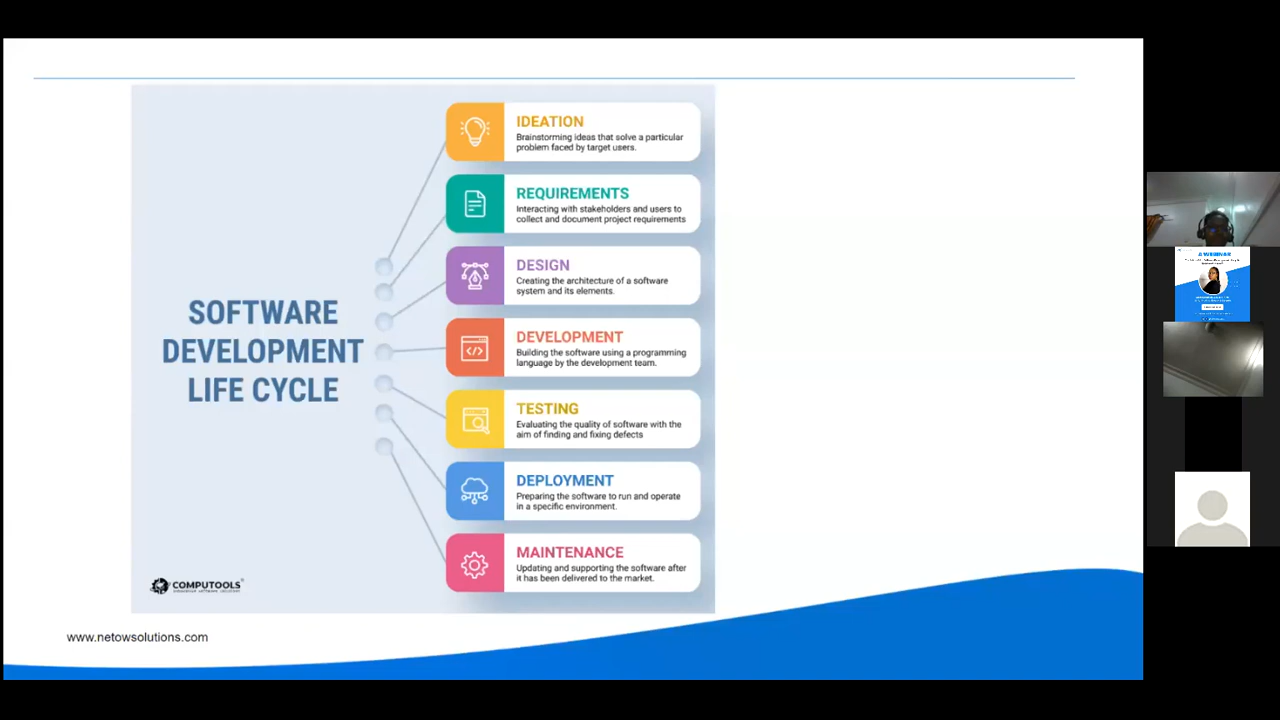 SOFTWARE
DEVELOPMENT
LIFE CYCLE
IDEATION
Brainstorming ideas that solve a particular
problem faced by target users.
REQUIREMENTS
Interacting with stakeholders and users to
collect and document project requirements
DESIGN
Creating the architecture of a software
system and its elements.
DEVELOPMENT
Building the software using a programming
language by the development team.
TESTING
Evaluating the quality of software with the
aim of finding and fixing defects
DEPLOYMENT
Preparing the software to run and operate
in a specific environment.
MAINTENANCE
Updating and supporting the software after
it has been delivered to the market.
COMPUTOOLS
www.netowsolutions.com